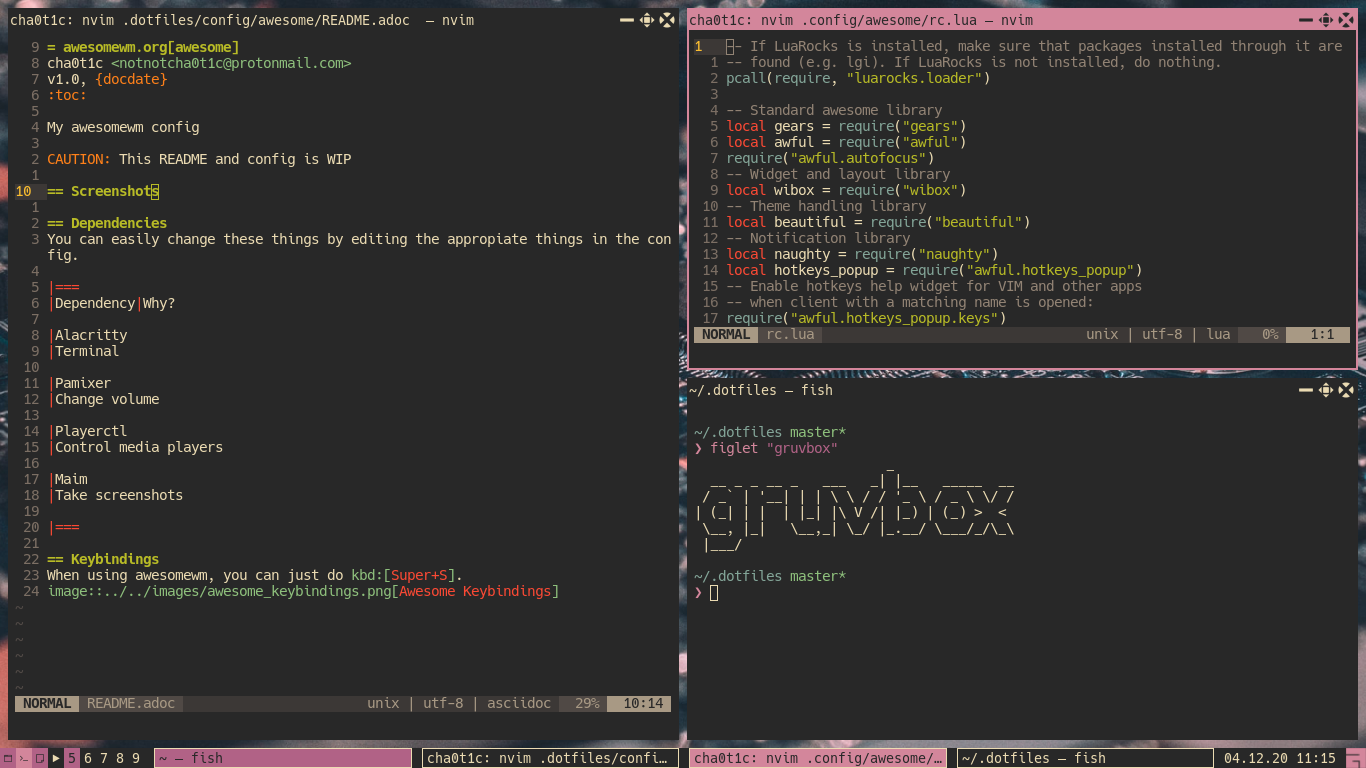 cha0t1c: nvim .dotfiles/config/awesome/README.adoc  — nvim
9 = awesomewm.org[awesome]
8 cha0t1c <notnotcha0t1c@protonmail.com>
7 v1.0, {docdate}
6 :toc:
5
4 My awesomewm config
3
2 CAUTION: This README and config is WIP
1
10 == Screenshots
1
2 == Dependencies
3 You can easily change these things by editing the appropiate things in the con
fig.
4
5 |===
6 |Dependency|Why?
7
8 |Alacritty
9 |Terminal
10
11 |Pamixer
12 |Change volume
13
14 |Playerctl
15 |Control media players
16
17 |Maim
18 |Take screenshots
19
20 |===
21
22 == Keybindings
23 When using awesomewm, you can just do kbd:[Super+S].
24 image::../../images/awesome_keybindings.png[Awesome Keybindings]
~
~
~
~
~
~
NORMAL README.adoc unix | utf-8 | asciidoc 29% 10:14
cha0t1c: nvim .config/awesome/rc.lua — nvim
1 -- If LuaRocks is installed, make sure that packages installed through it are
1 -- found (e.g. lgi). If LuaRocks is not installed, do nothing.
2 pcall(require, "luarocks.loader")
3
4 -- Standard awesome library
5 local gears = require("gears")
6 local awful = require("awful")
7 require("awful.autofocus")
8 -- Widget and layout library
9 local wibox = require("wibox")
10 -- Theme handling library
11 local beautiful = require("beautiful")
12 -- Notification library
13 local naughty = require("naughty")
14 local hotkeys_popup = require("awful.hotkeys_popup")
15 -- Enable hotkeys help widget for VIM and other apps
16 -- when client with a matching name is opened:
17 require("awful.hotkeys_popup.keys")
NORMAL rc.lua unix | utf-8 | lua 0% 1:1
~/.dotfiles — fish
~/.dotfiles master*
❯ figlet "gruvbox"
gruvbox
~/.dotfiles master*
❯
5 6 7 8 9 ~ — fish cha0t1c: nvim .dotfiles/confi… cha0t1c: nvim .config/awesome/… ~/.dotfiles — fish 04.12.20 11:15